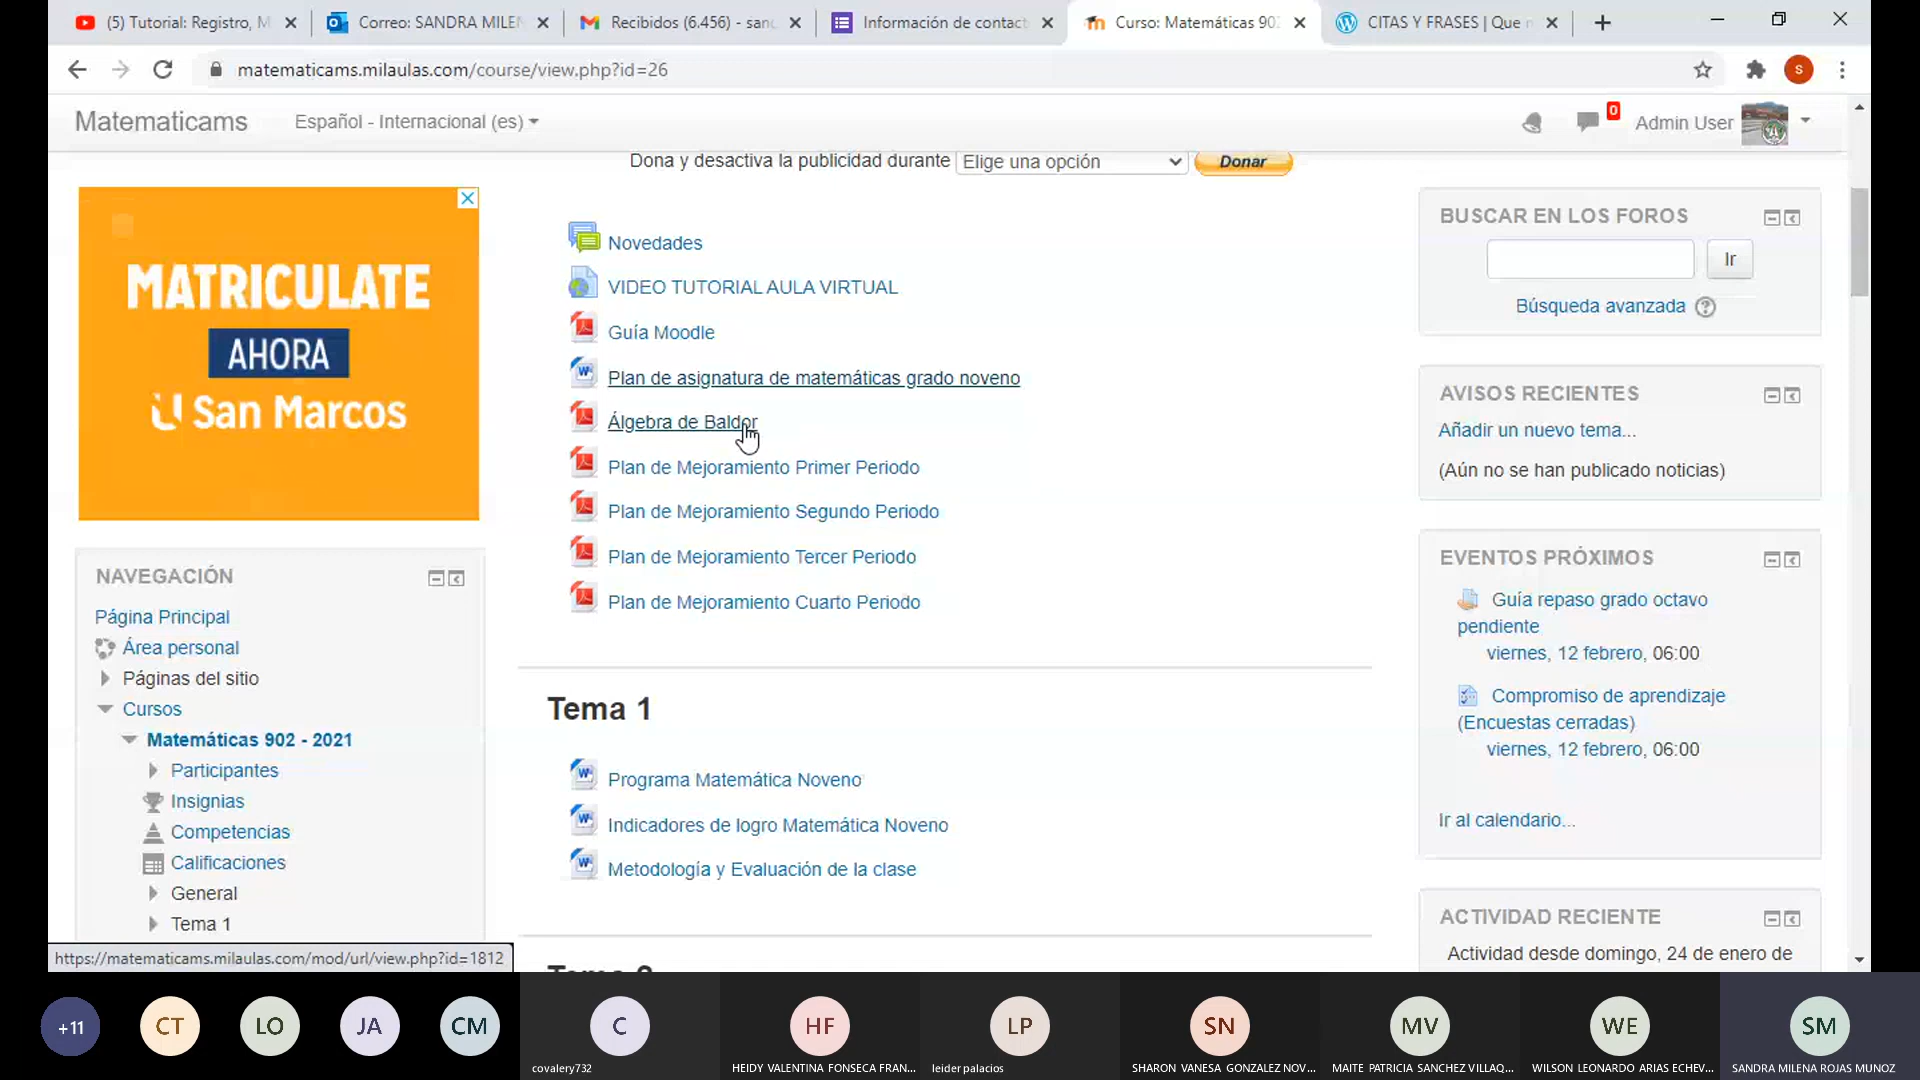 (5) Tutorial: Registro, M
Correo: SANDRA MILEN
Recibidos (6.456) - san
Información de contact
Curso: Matemáticas 902
CITAS Y FRASES | Que
matematicams.milaulas.com/course/view.php?id=26
S
Matematicams
Español - Internacional (es)
0
Admin User
Dona y desactiva la publicidad durante
Elige una opción
Donar
MATRICULATE
AHORA
San Marcos
Novedades
VIDEO TUTORIAL AULA VIRTUAL
Guía Moodle
Plan de asignatura de matemáticas grado noveno
Álgebra de Baldor
Plan de Mejoramiento Primer Periodo
Plan de Mejoramiento Segundo Periodo
Plan de Mejoramiento Tercer Periodo
Plan de Mejoramiento Cuarto Periodo
Tema 1
Programa Matemática Noveno
Indicadores de logro Matemática Noveno
Metodología y Evaluación de la clase
NAVEGACIÓN
Página Principal
Área personal
Páginas del sitio
Cursos
Matemáticas 902 - 2021
Participantes
Insignias
Competencias
Calificaciones
General
Tema 1
BUSCAR EN LOS FOROS
Ir
Búsqueda avanzada
AVISOS RECIENTES
Añadir un nuevo tema...
(Aún no se han publicado noticias)
EVENTOS PRÓXIMOS
Guía repaso grado octavo
pendiente
viernes, 12 febrero, 06:00
Compromiso de aprendizaje
(Encuestas cerradas)
viernes, 12 febrero, 06:00
Ir al calendario...
ACTIVIDAD RECIENTE
Actividad desde domingo, 24 de enero de
https://matematicams.milaulas.com/mod/url/view.php?id=1812
+11
CT
LO
JA
CM
C
covalery732
HF
HEIDY VALENTINA FONSECA FRAN...
LP
leider palacios
SN
SHARON VANESA GONZALEZ NOV...
MV
MAITE PATRICIA SANCHEZ VILLAQ...
WE
WILSON LEONARDO ARIAS ECHEV...
SM
SANDRA MILENA ROJAS MUNOZ